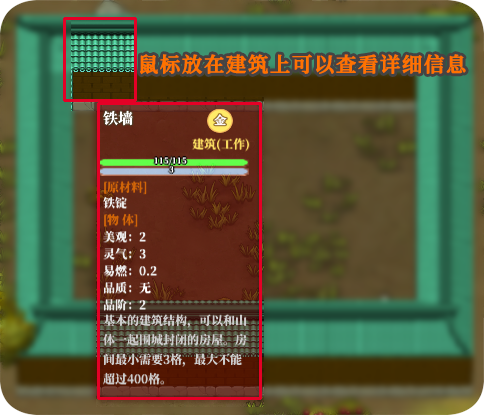 鼠标放在建筑上可以查看详细信息
铁墙
金
建筑(工作)
115/115
3
[原材料]
铁锭
[物 体]
美观：2
灵气：3
易燃：0.2
品质：无
品阶：2
基本的建筑结构，可以和山
体一起围城封闭的房屋。房
间最小需要3格，最大不能
超过400格。